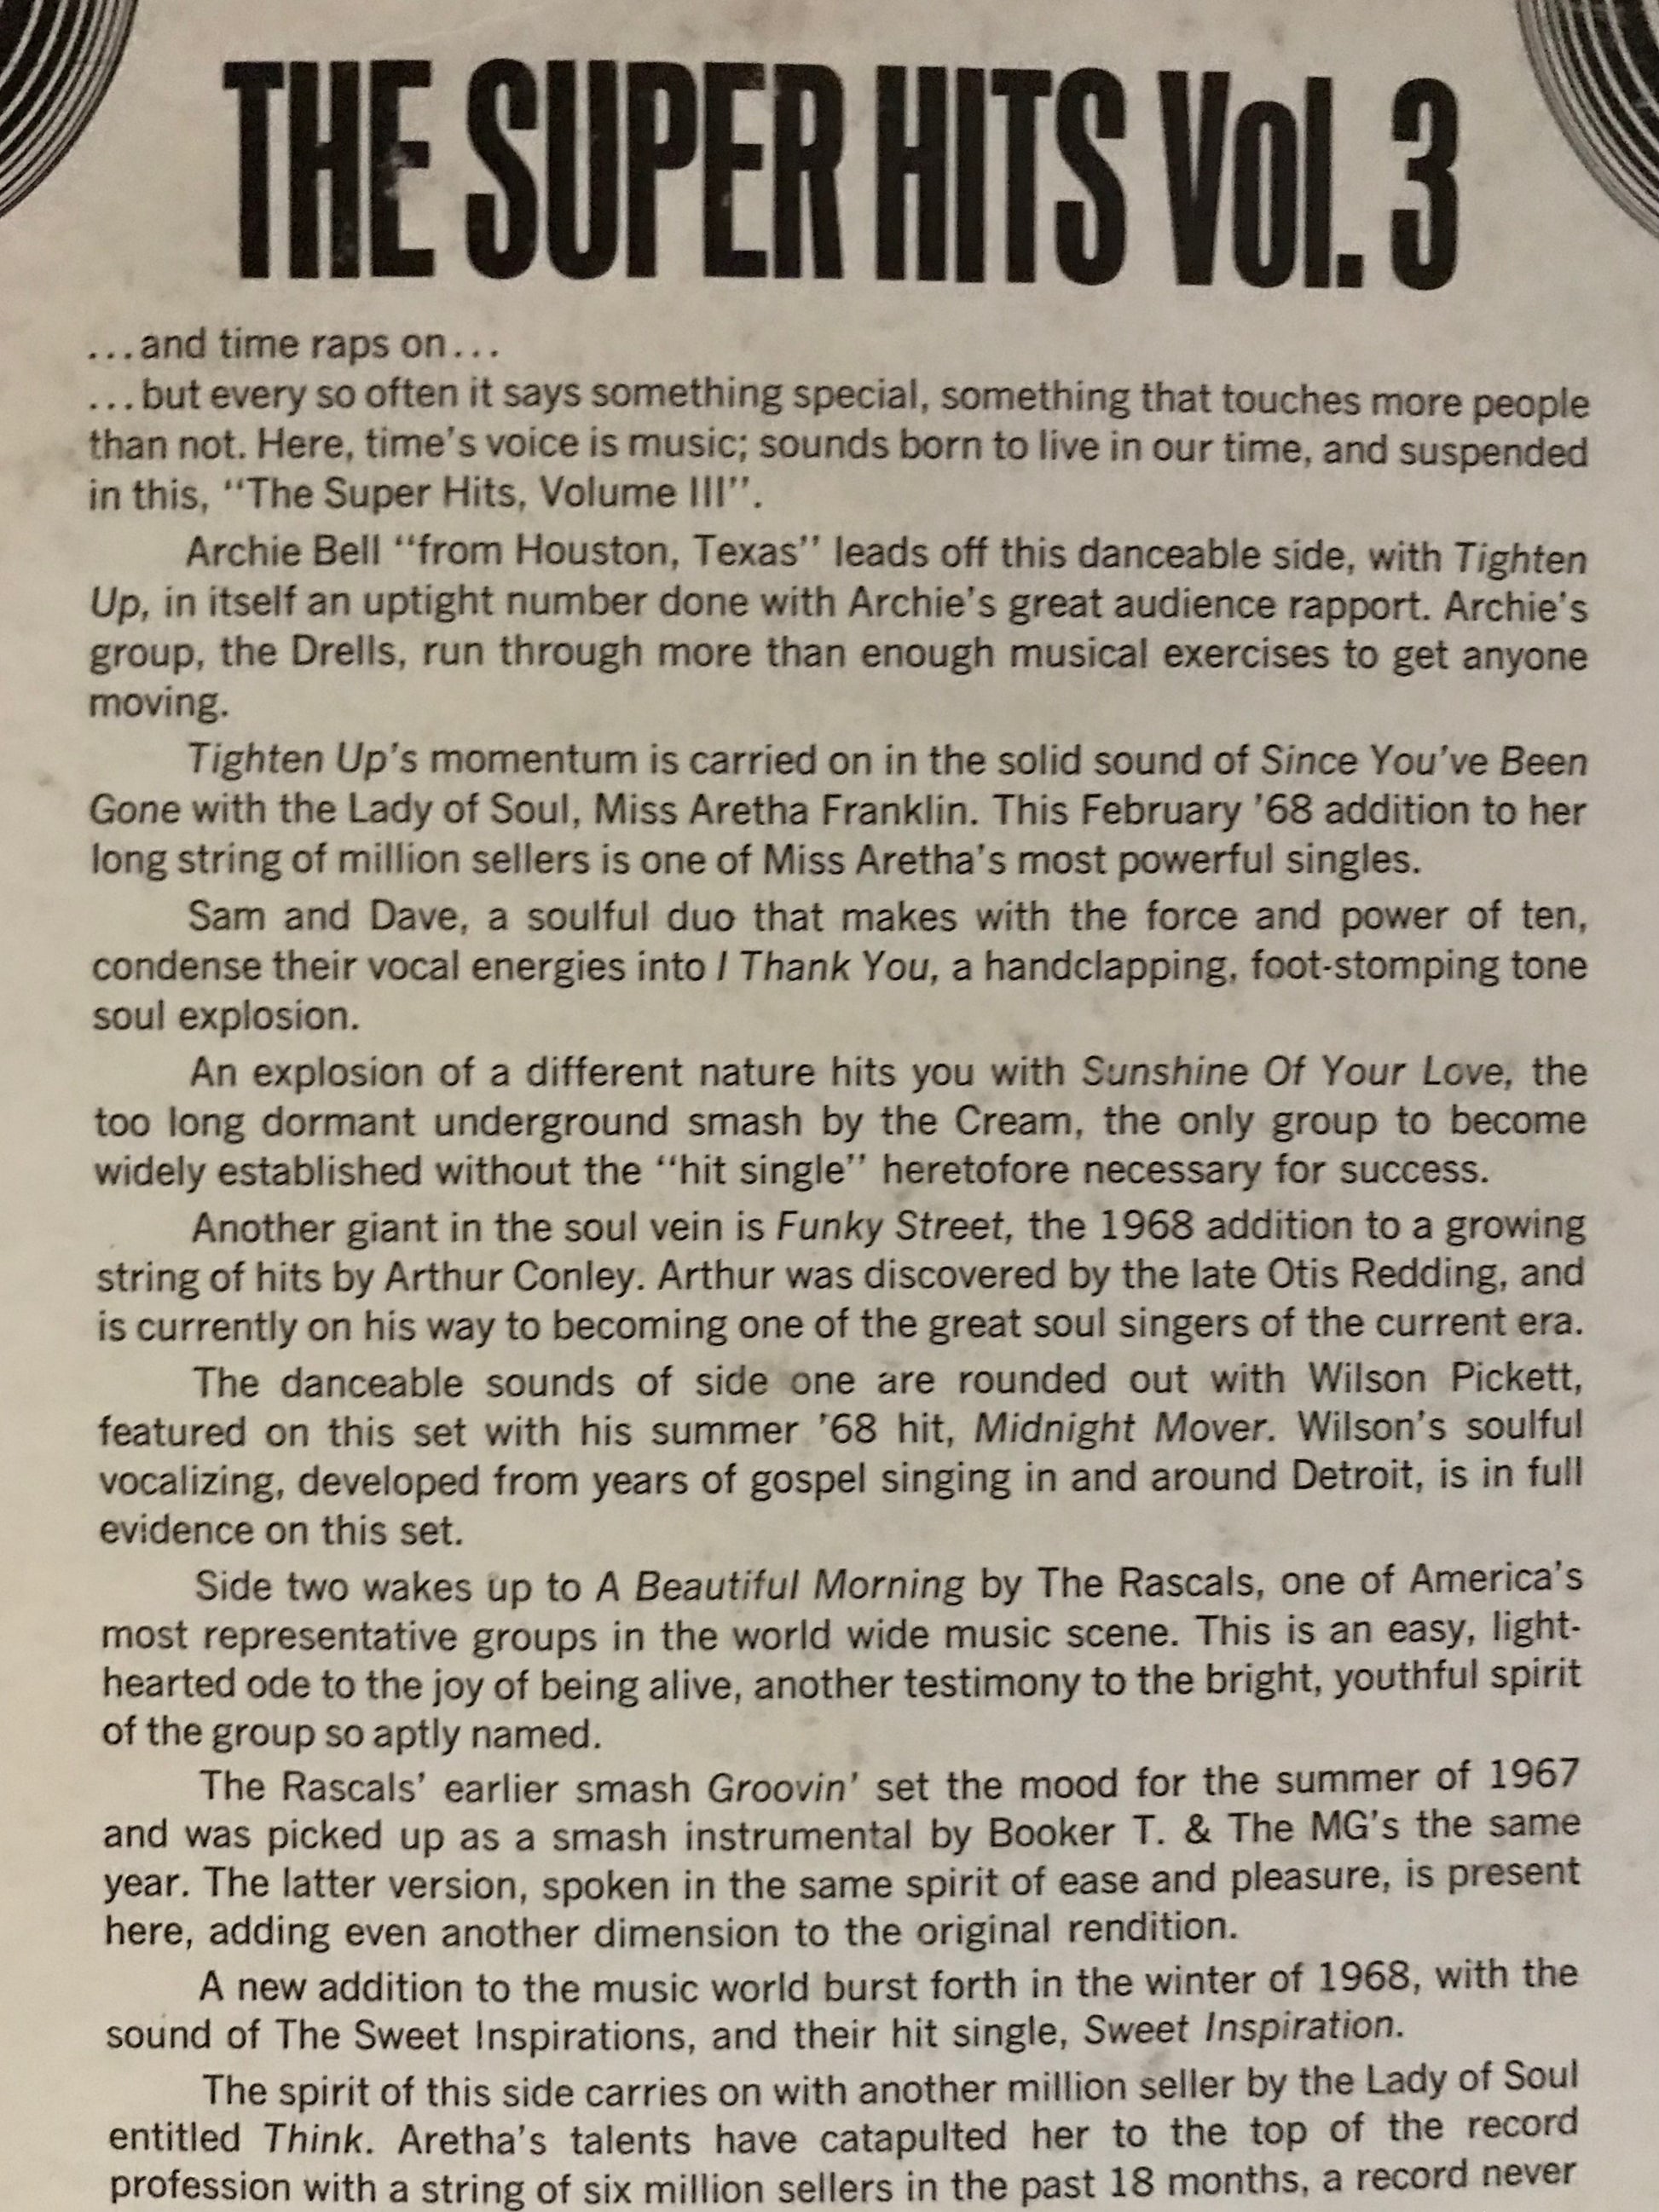 THE SUPER HITS Vol. 3
...and time raps on...
...but every so often it says something special, something that touches more people
than not. Here, time's voice is music; sounds born to live in our time, and suspended
in this, "The Super Hits, Volume III".
Archie Bell "from Houston, Texas" leads off this danceable side, with Tighten
Up, in itself an uptight number done with Archie's great audience rapport. Archie's
group, the Drells, run through more than enough musical exercises to get anyone
moving.
Tighten Up's momentum is carried on in the solid sound of Since You've Been
Gone with the Lady of Soul, Miss Aretha Franklin. This February '68 addition to her
long string of million sellers is one of Miss Aretha's most powerful singles.
Sam and Dave, a soulful duo that makes with the force and power of ten,
condense their vocal energies into I Thank You, a handclapping, foot-stomping tone
soul explosion.
An explosion of a different nature hits you with Sunshine Of Your Love, the
too long dormant underground smash by the Cream, the only group to become
widely established without the "hit single" heretofore necessary for success.
Another giant in the soul vein is Funky Street, the 1968 addition to a growing
string of hits by Arthur Conley. Arthur was discovered by the late Otis Redding, and
is currently on his way to becoming one of the great soul singers of the current era.
The danceable sounds of side one are rounded out with Wilson Pickett,
featured on this set with his summer '68 hit, Midnight Mover. Wilson's soulful
vocalizing, developed from years of gospel singing in and around Detroit, is in full
evidence on this set.
Side two wakes up to A Beautiful Morning by The Rascals, one of America's
most representative groups in the world wide music scene. This is an easy, light-
hearted ode to the joy of being alive, another testimony to the bright, youthful spirit
of the group so aptly named.
The Rascals' earlier smash Groovin' set the mood for the summer of 1967
and was picked up as a smash instrumental by Booker T. & The MG's the same
year. The latter version, spoken in the same spirit of ease and pleasure, is present
here, adding even another dimension to the original rendition.
A new addition to the music world burst forth in the winter of 1968, with the
sound of The Sweet Inspirations, and their hit single, Sweet Inspiration.
The spirit of this side carries on with another million seller by the Lady of Soul
entitled Think. Aretha's talents have catapulted her to the top of the record
profession with a string of six million sellers in the past 18 months, a record never